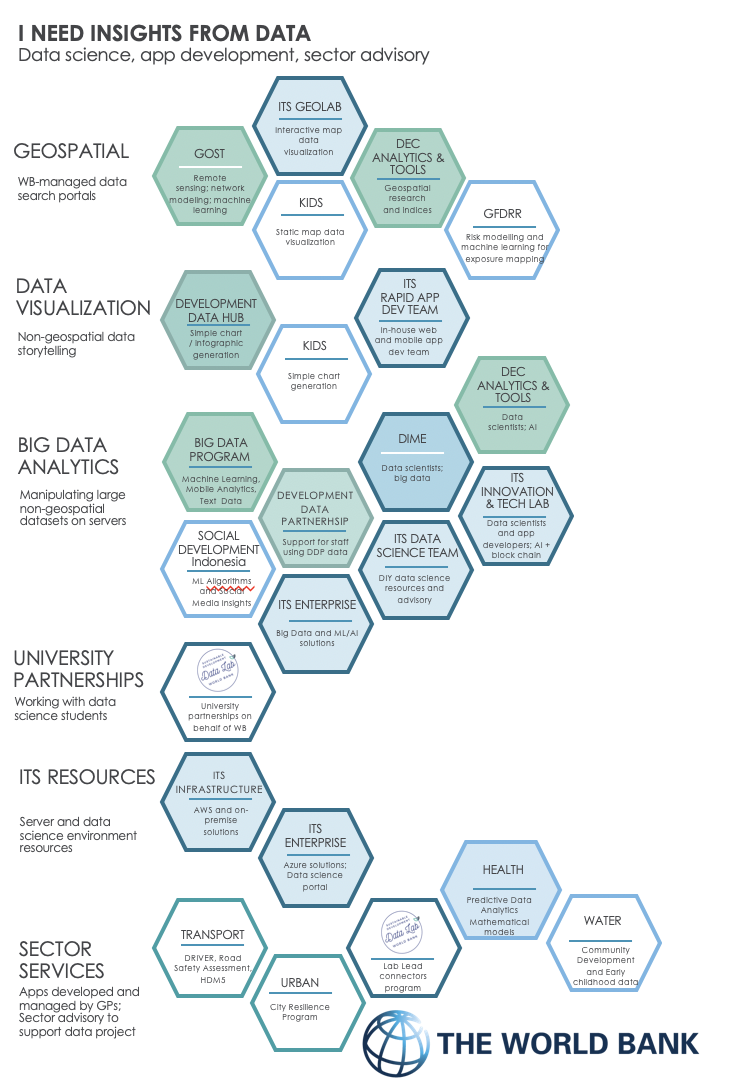 I NEED INSIGHTS FROM DATA
Data science, app development, sector advisory
GEOSPATIAL
WB-managed data
search portals
GOST
Remote
sensing; network
modeling; machine
learning
ITS GEOLAB
Interactive map
data
visualization
KIDS
Static map data
visualization
DEC
ANALYTICS &
TOOLS
Geospatial
research
and indices
GFDRR
Risk modelling and
machine learning for
exposure mapping
DATA
VISUALIZATION
Non-geospatial data
storytelling
DEVELOPMENT
DATA HUB
Simple chart
/ infographic
generation
KIDS
Simple chart
generation
ITS
RAPID APP
DEV TEAM
In-house web
and mobile app
dev team
BIG DATA
ANALYTICS
Manipulating large
non-geospatial
datasets on servers
BIG DATA
PROGRAM
Machine Learning,
Mobile Analytics,
Text Data
DEVELOPMENT
DATA
PARTNERHSIP
Support for staff
using DDP data
DIME
Data scientists;
big data
DEC
ANALYTICS &
TOOLS
Data
scientists; AI
ITS
INNOVATION
& TECH LAB
Data scientists
and app
developers; AI +
block chain
SOCIAL
DEVELOPMENT
Indonesia
ML Algorithms
and Social
Media insights
ITS ENTERPRISE
Big Data and ML/AI
solutions
ITS DATA
SCIENCE TEAM
DIY data science
resources and
advisory
UNIVERSITY
PARTNERSHIPS
Working with data
science students
SUSTAINABLE
DEVELOPMENT
Data Lab
WORLD BANK
University
partnerships on
behalf of WB
ITS RESOURCES
Server and data
science environment
resources
ITS
INFRASTRUCTURE
AWS and on-
premise
solutions
ITS
ENTERPRISE
Azure solutions;
Data science
portal
SECTOR
SERVICES
Apps developed and
managed by GPs;
Sector advisory to
support data project
TRANSPORT
DRIVER, Road
Safety Assessment,
HDM5
URBAN
City Resilience
Program
SUSTAINABLE
DEVELOPMENT
Data Lab
WORLD BANK
Lab Lead
connectors
program
HEALTH
Predictive Data
Analytics
Mathematical
models
WATER
Community
Development
and Early
childhood data
THE WORLD BANK